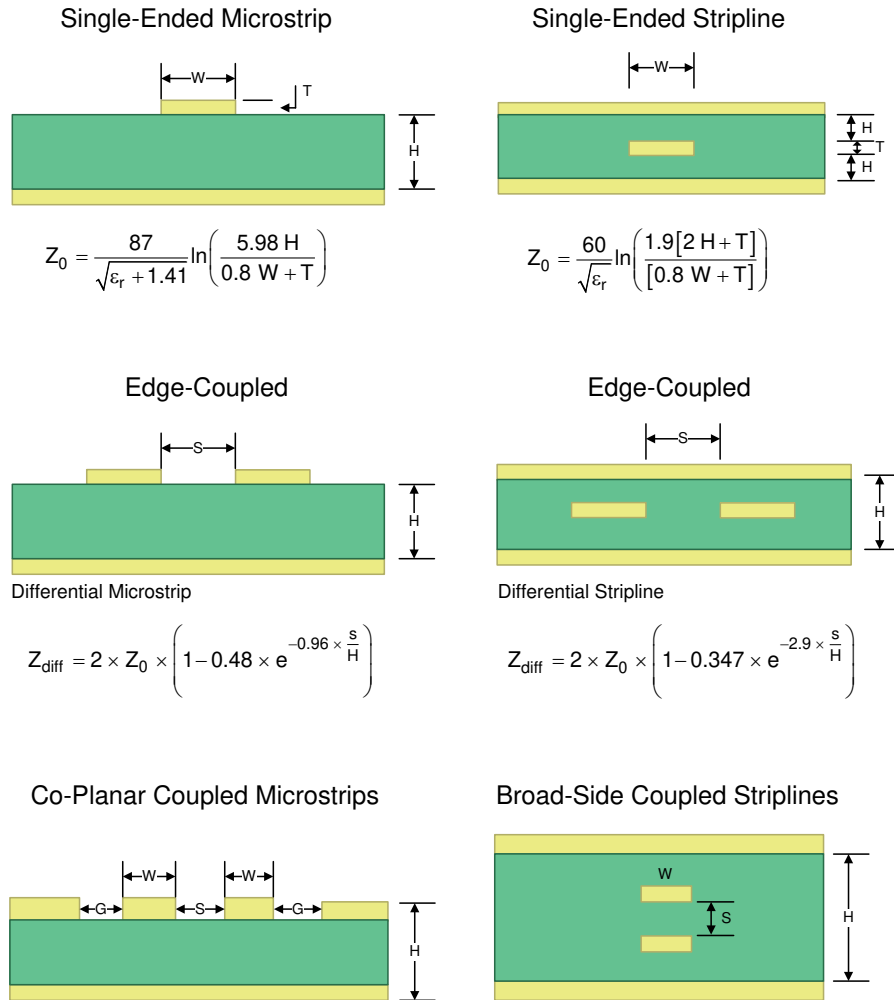 Single-Ended Microstrip
W
T
H
Z₀ = 87 / √(εᵣ + 1.41) ln(5.98 H / 0.8 W + T)
Single-Ended Stripline
W
H
T
H
Z₀ = 60 / √εᵣ ln(1.9[2 H + T] / [0.8 W + T])
Edge-Coupled
S
H
Differential Microstrip
Z_diff = 2 × Z₀ × (1 − 0.48 × e^(−0.96 × s/H))
Edge-Coupled
S
H
Differential Stripline
Z_diff = 2 × Z₀ × (1 − 0.347 × e^(−2.9 × s/H))
Co-Planar Coupled Microstrips
W W
G S G
H
Broad-Side Coupled Striplines
W
S
H